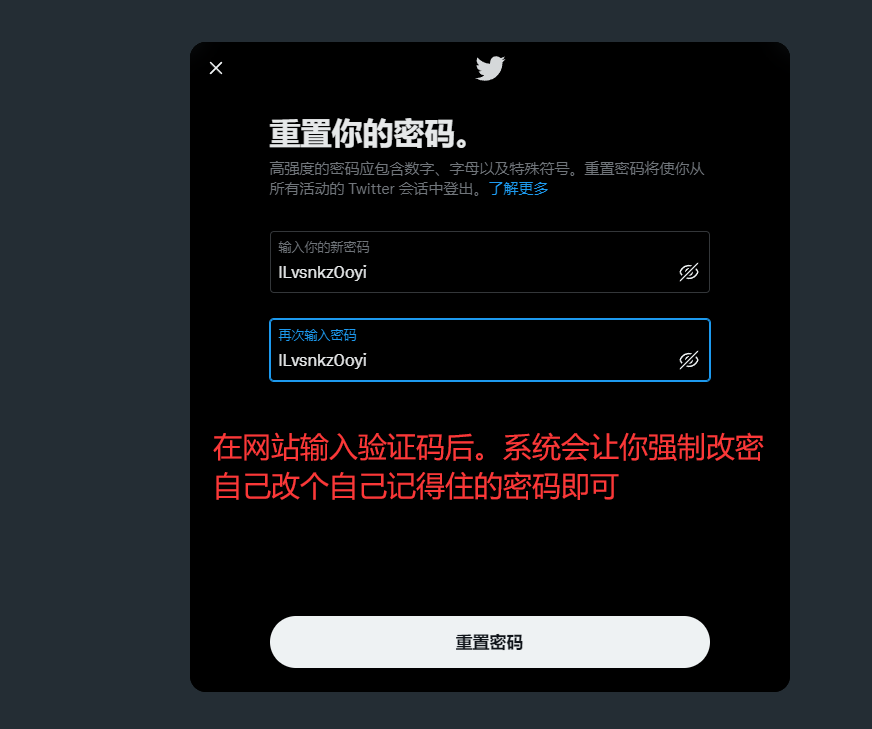 重置你的密码。
高强度的密码应包含数字、字母以及特殊符号。重置密码将使你从
所有活动的 Twitter 会话中登出。了解更多
输入你的新密码
lLvsnkz0oyi
再次输入密码
lLvsnkz0oyi
在网站输入验证码后。系统会让你强制改密
自己改个自己记得住的密码即可
重置密码